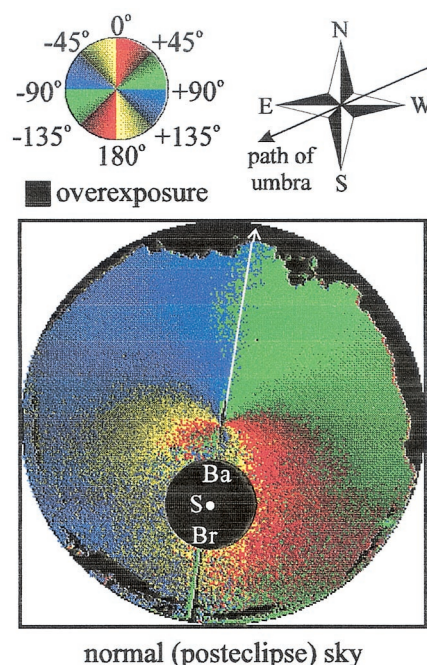 0°
-45° +45°
-90° +90°
-135° +135°
180°
overexposure
N
E W
S
path of
umbra
Ba
S
Br
normal (posteclipse) sky